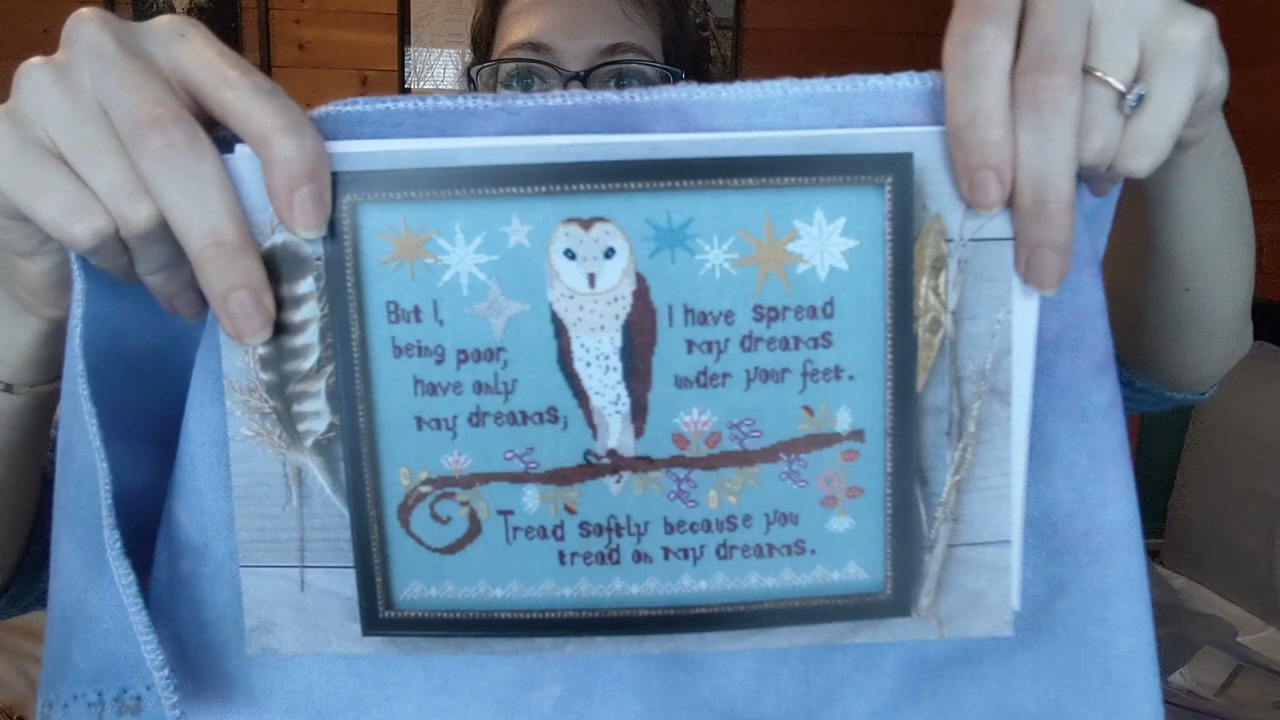 But I,
being poor,
have only
my dreams;
I have spread
my dreams
under your feet.
Tread softly because you
tread on my dreams.